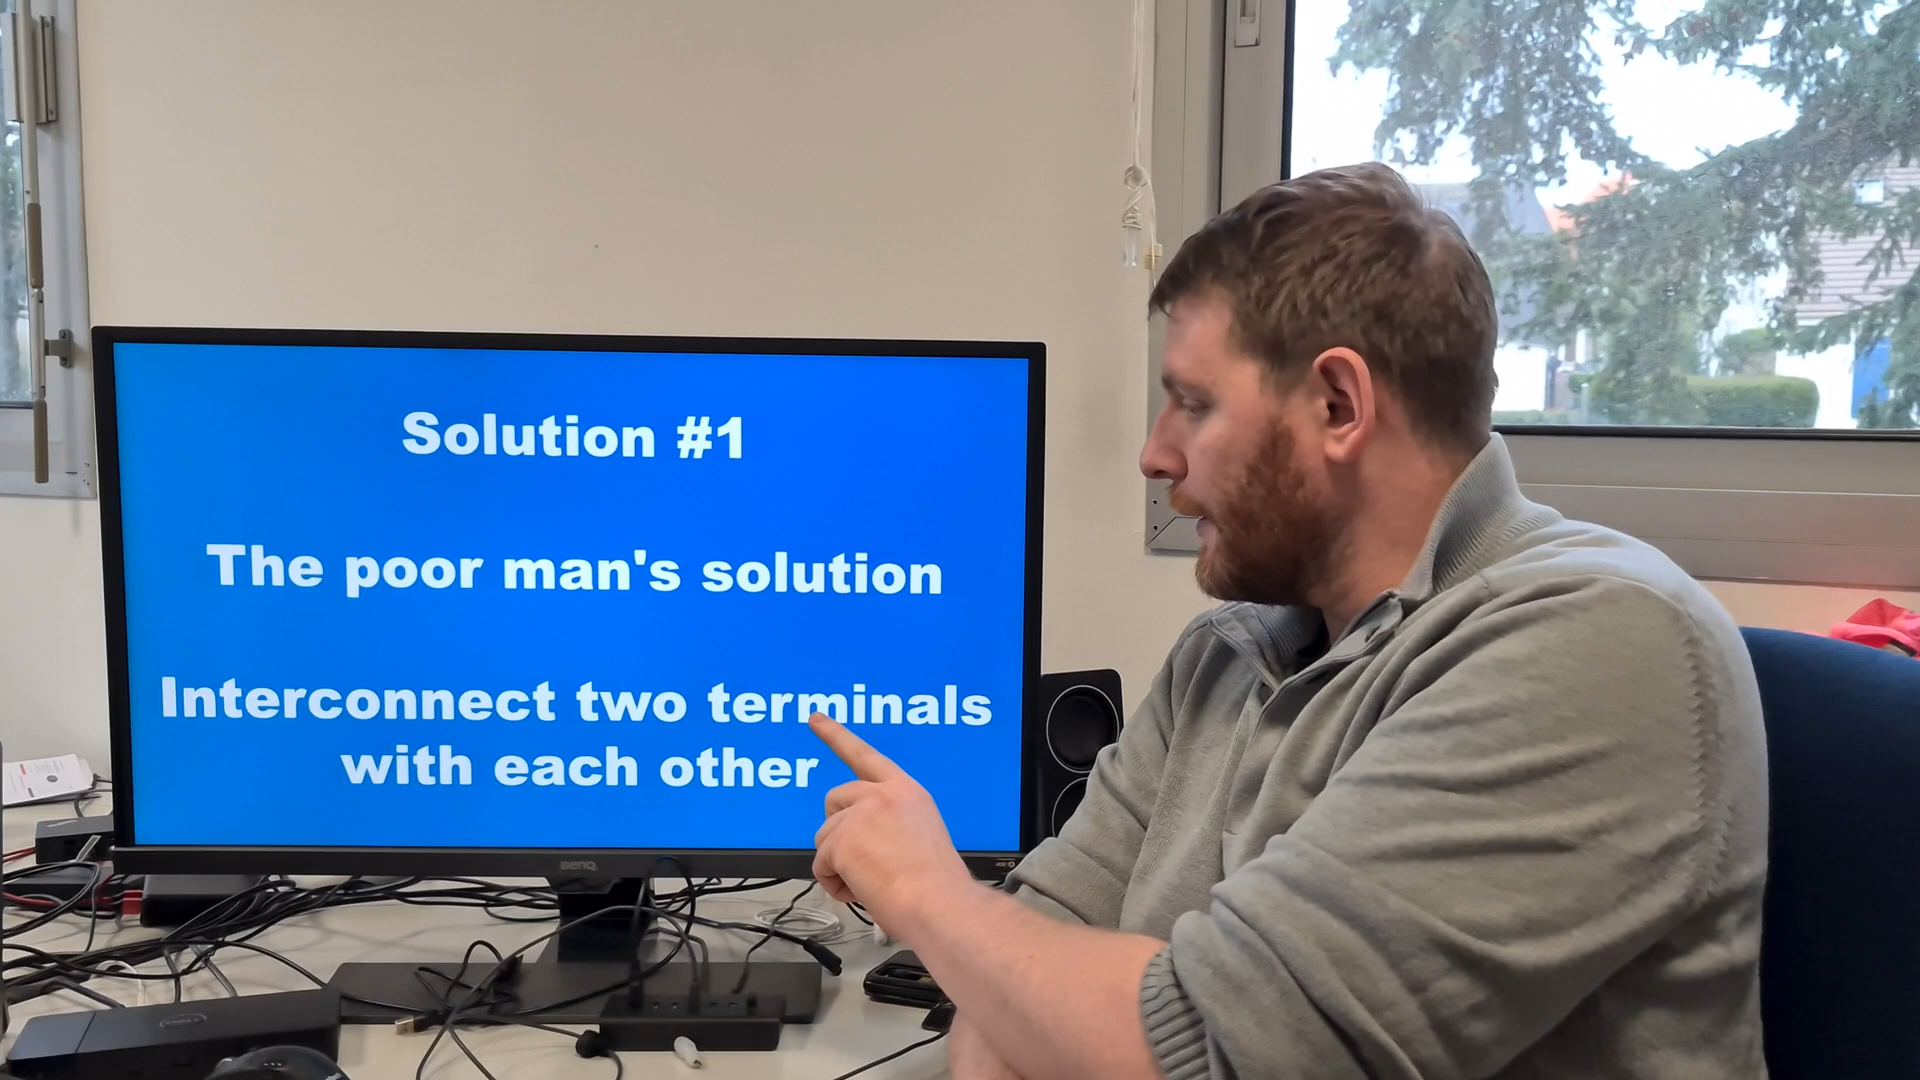 Solution #1
The poor man's solution
Interconnect two terminals
with each other
BenQ